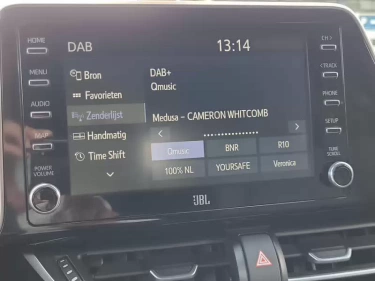 HOME
MENU
AUDIO
MAP
POWER
VOLUME
DAB
13:14
Bron
Favorieten
Zenderlijst
Handmatig
Time Shift
DAB+
Qmusic
Medusa - CAMERON WHITCOMB
Qmusic BNR R10
100% NL YOURSAFE Veronica
JBL
CH >
< TRACK
PHONE
SETUP
TUNE
SCROLL